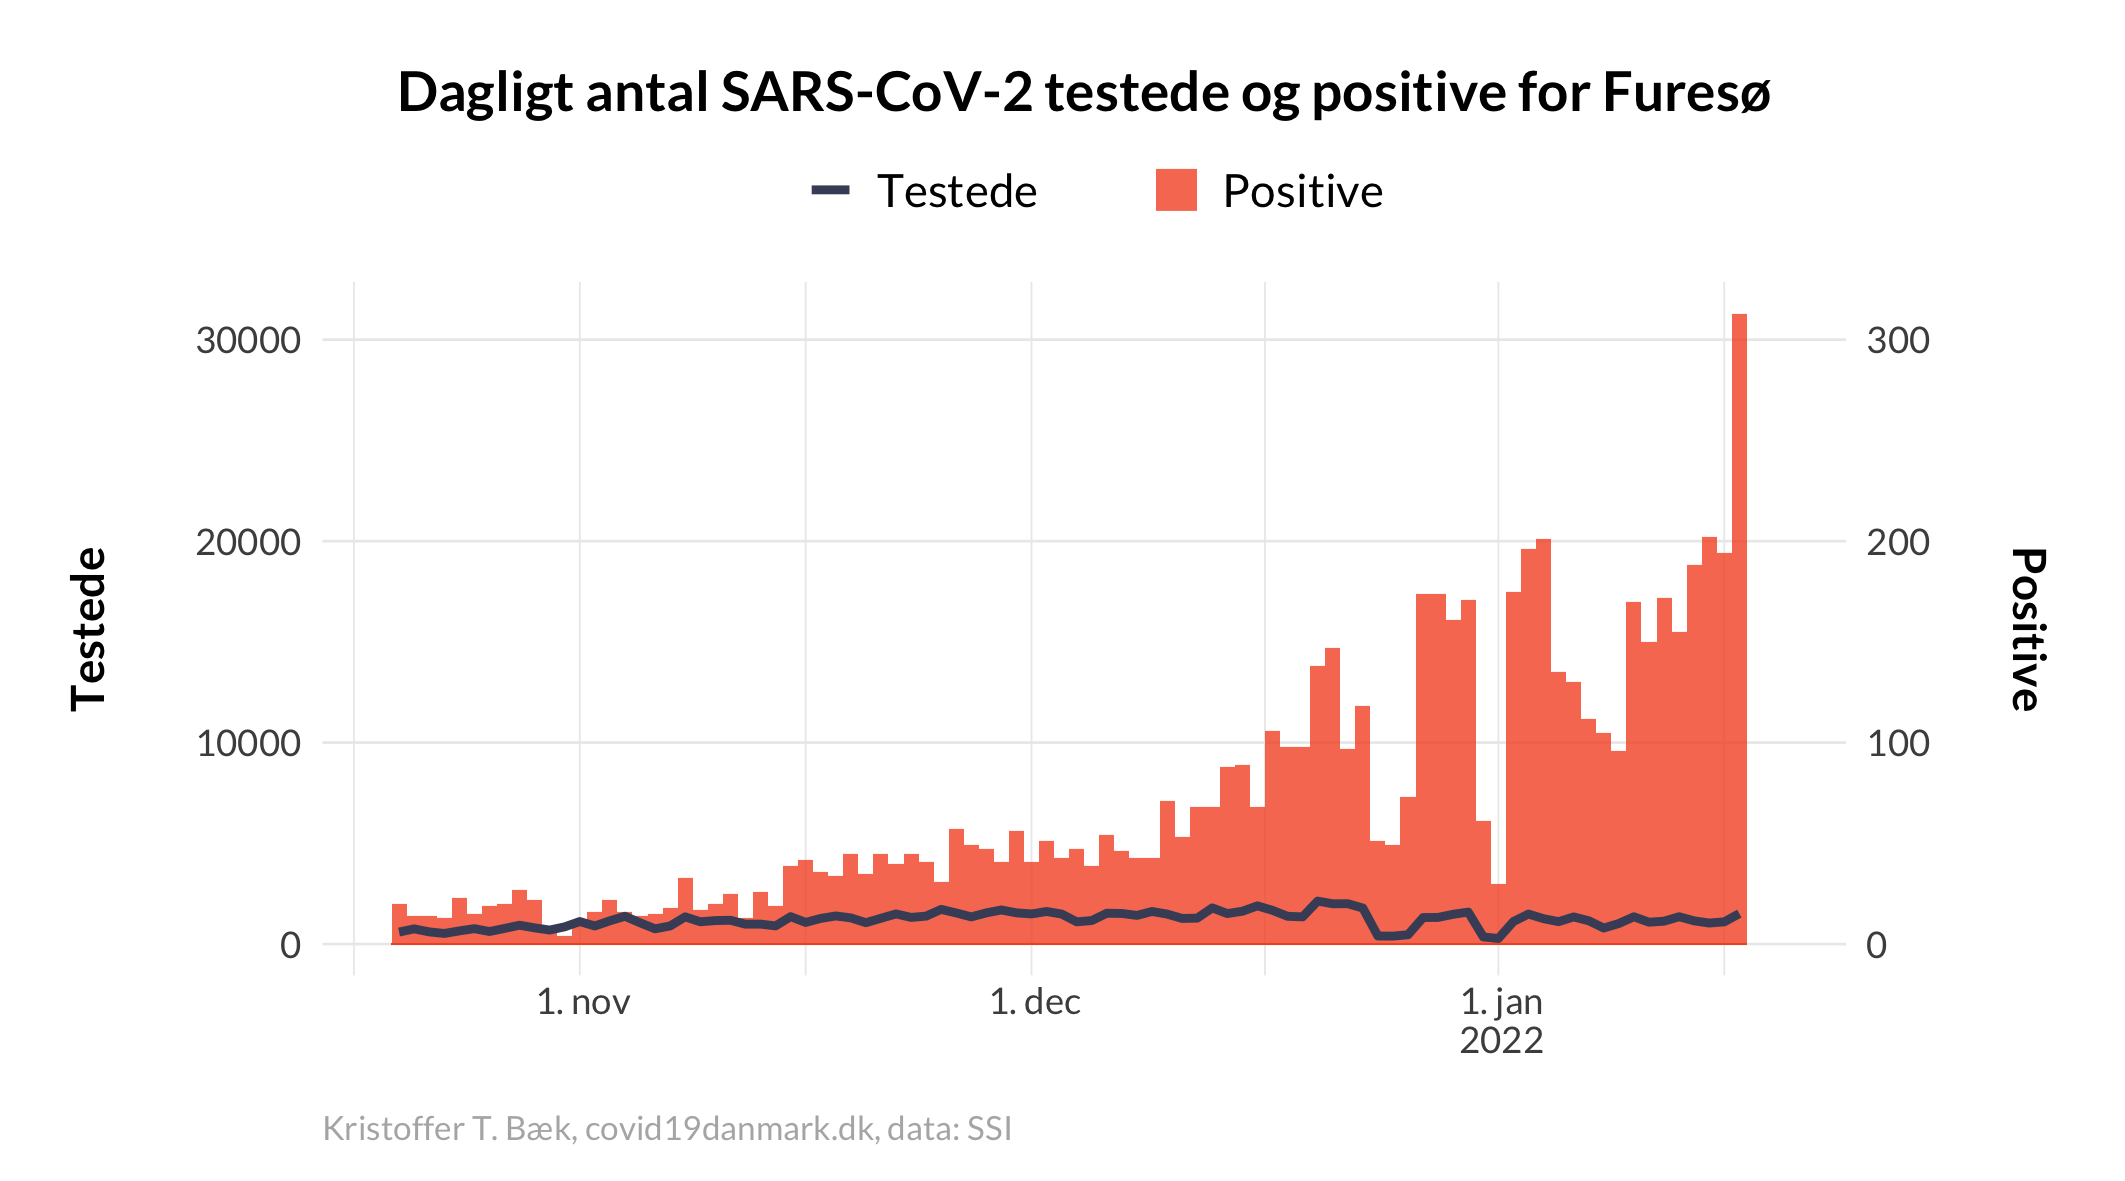 Dagligt antal SARS-CoV-2 testede og positive for Furesø
Testede Positive
30000 300
20000 200
10000 100
0 0
Testede
Positive
1. nov 1. dec 1. jan
2022
Kristoffer T. Bæk, covid19danmark.dk, data: SSI